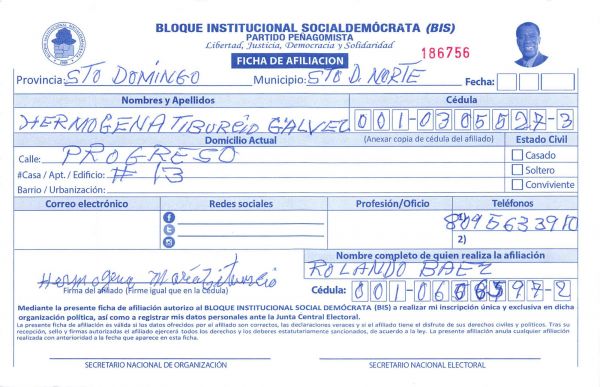 BLOQUE INSTITUCIONAL SOCIALDEMÓCRATA (BIS)
PARTIDO PEÑAGOMISTA
Libertad, Justicia, Democracia y Solidaridad
FICHA DE AFILIACION
186756
Provincia: STO DOMINGO Municipio: STO D. NORTE Fecha:
Nombres y Apellidos Cédula
HERMOGENA TIBURCIO GALVEZ 001-0305527-3
Domicilio Actual (Anexar copia de cédula del afiliado) Estado Civil
Calle: PROGRESO Casado
#Casa / Apt. / Edificio: # 13 Soltero
Barrio / Urbanización: Conviviente
Correo electrónico Redes sociales Profesión/Oficio Teléfonos
1) 8095633910
2)
Nombre completo de quien realiza la afiliación
ROLANDO BAEZ
Hermogena María Tiburcio
Firma del afiliado (Firme igual que en la Cédula) Cédula: 001-06
97-2
Mediante la presente ficha de afiliación autorizo al BLOQUE INSTITUCIONAL SOCIAL DEMÓCRATA (BIS) a realizar mi inscripción única y exclusiva en dicha
organización política, así como a registrar mis datos personales ante la Junta Central Electoral.
La presente ficha de afiliación es válida si los datos ofrecidos por el afiliado son correctos, las declaraciones veraces y si el afiliado tiene el disfrute de sus derechos civiles y políticos. Tras su
recepción, sello y firmas autorizadas el afiliado ejercerá todos los derechos y los deberes estatutariamente sancionados, de acuerdo a la ley. La presente afiliación anula cualquier afiliación
realizada con anterioridad a la fecha que aparece en esta ficha.
SECRETARIO NACIONAL DE ORGANIZACIÓN SECRETARIO NACIONAL ELECTORAL